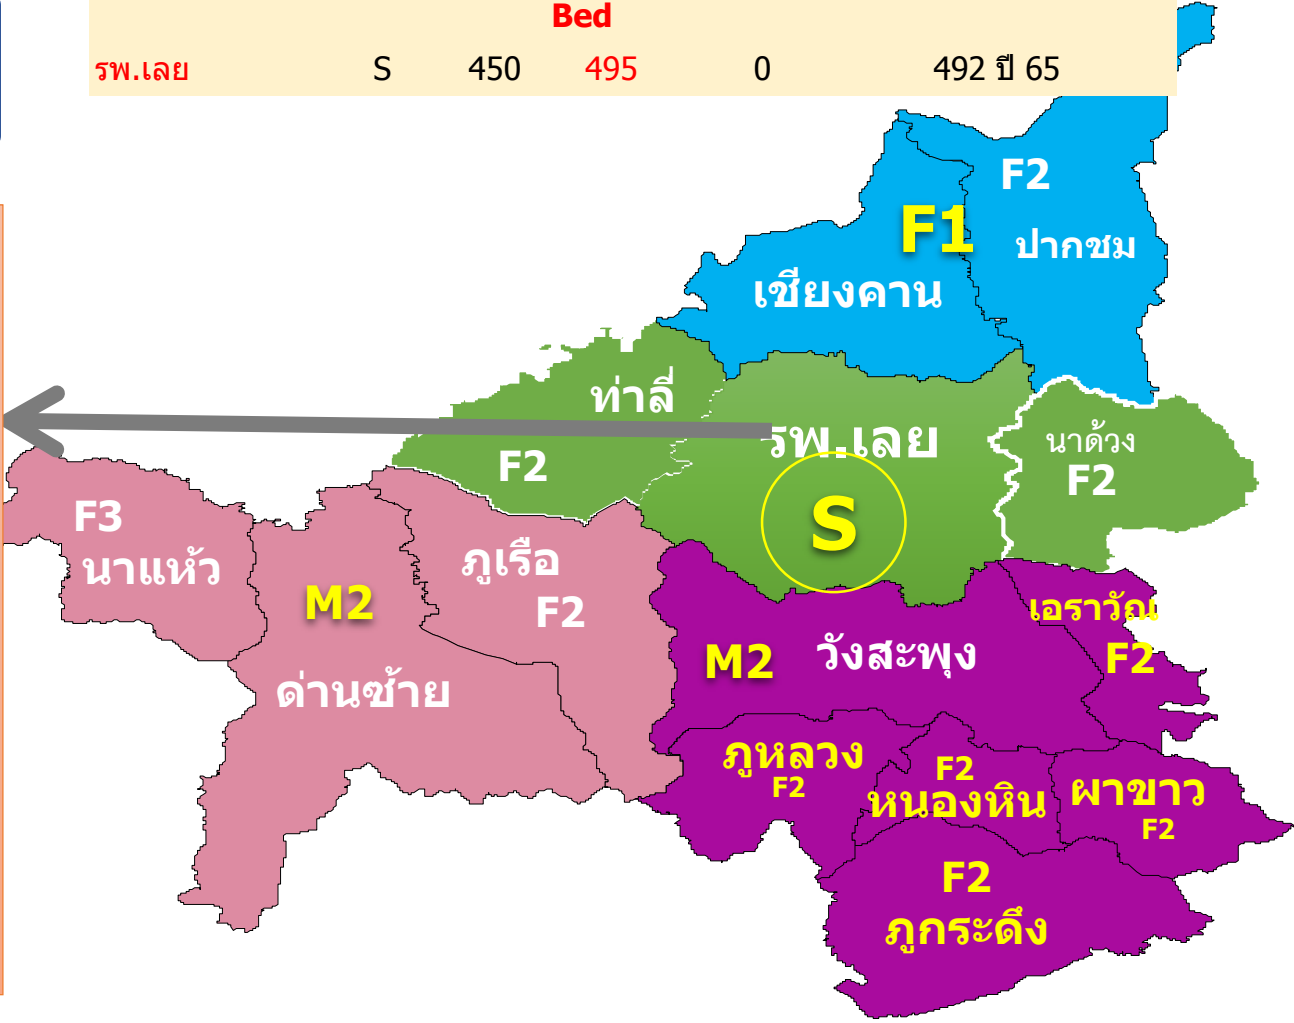 Bed
รพ.เลย S 450 495 0 492 ปี 65
F2
F1
ปากชม
เชียงคาน
ท่าลี่
รพ.เลย
นาด้วง
F2
F2
S
F3
นาแห้ว
ภูเรือ
F2
M2
ด่านซ้าย
เอราวัณ
F2
M2 วังสะพุง
ภูหลวง
F2
F2
หนองหิน
ผาขาว
F2
F2
ภูกระดึง